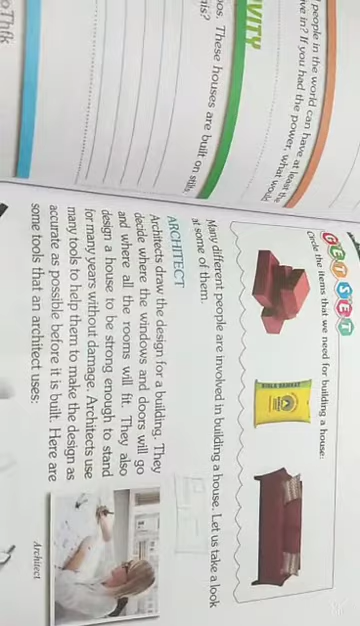 people in the world can have at least
in? If you had the power, what would
VITY
These houses are built on stilts
GET SET
Circle the items that we need for building a house:
BIRLA SAMRAT
Many different people are involved in building a house. Let us take a look
at some of them.
ARCHITECT
Architects draw the design for a building. They
decide where the windows and doors will go
and where all the rooms will fit. They also
design a house to be strong enough to stand
for many years without damage. Architects use
many tools to help them to make the design as
accurate as possible before it is built. Here are
some tools that an architect uses:
Architect